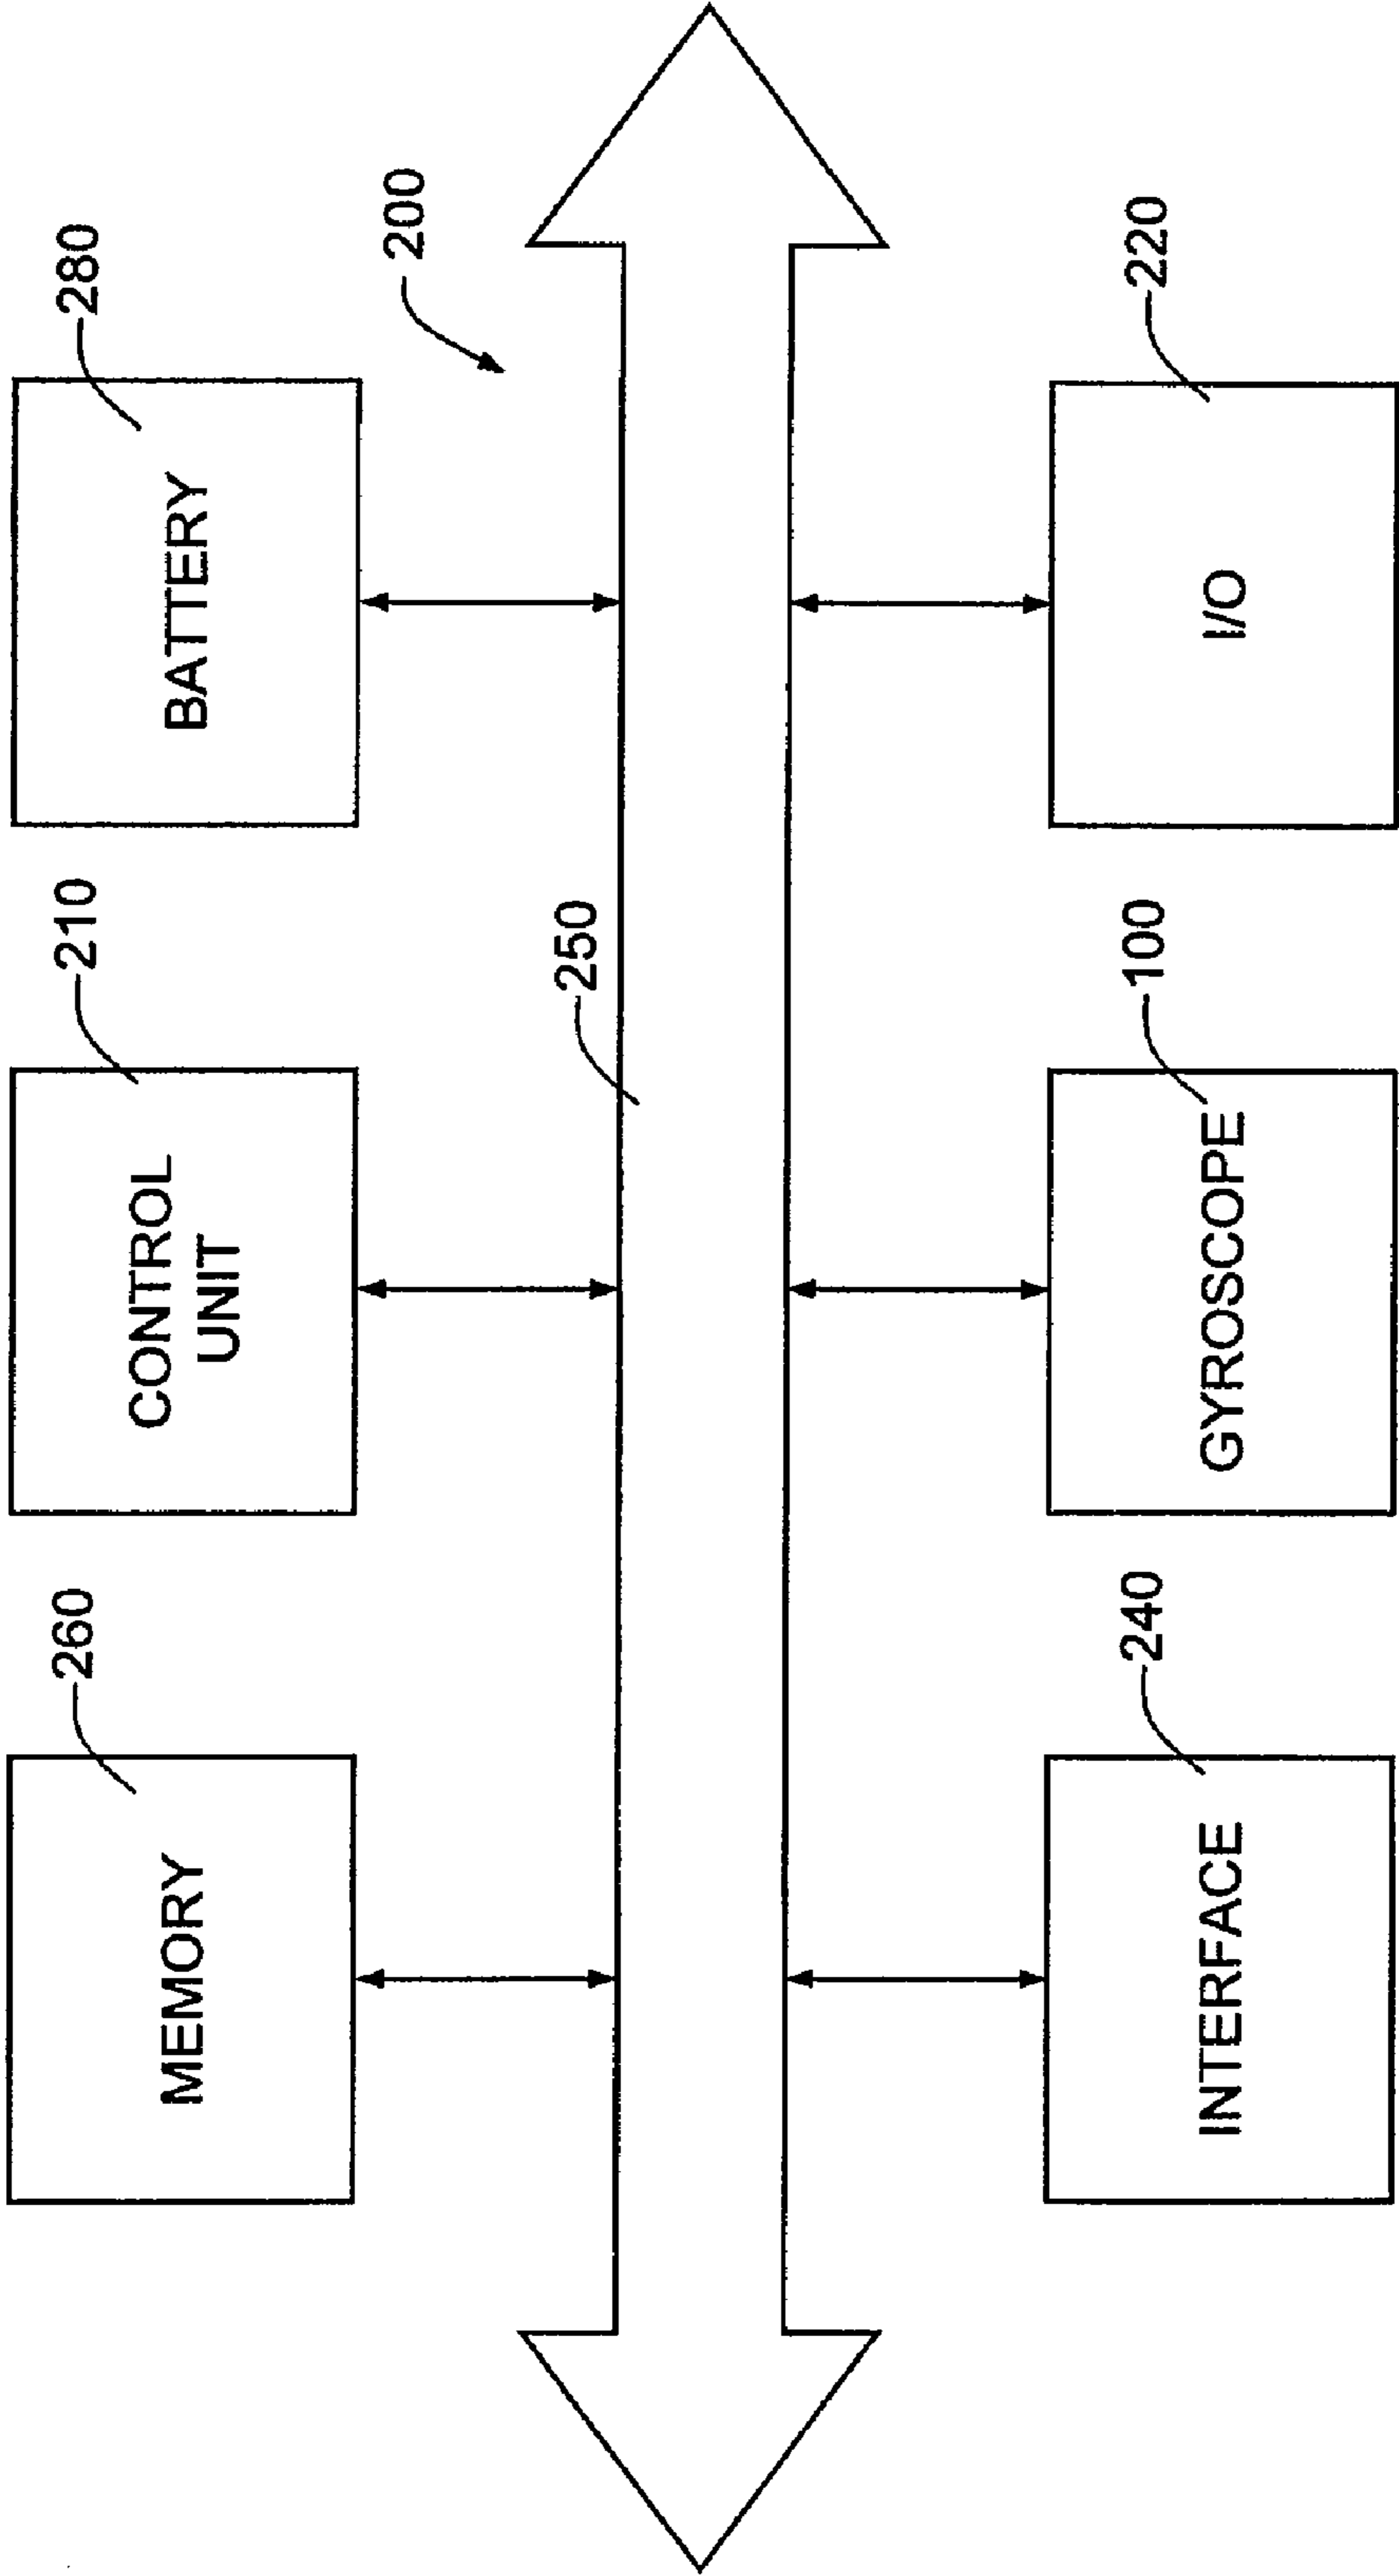 260
MEMORY
210
CONTROL
UNIT
280
BATTERY
200
250
240
INTERFACE
100
GYROSCOPE
220
I/O